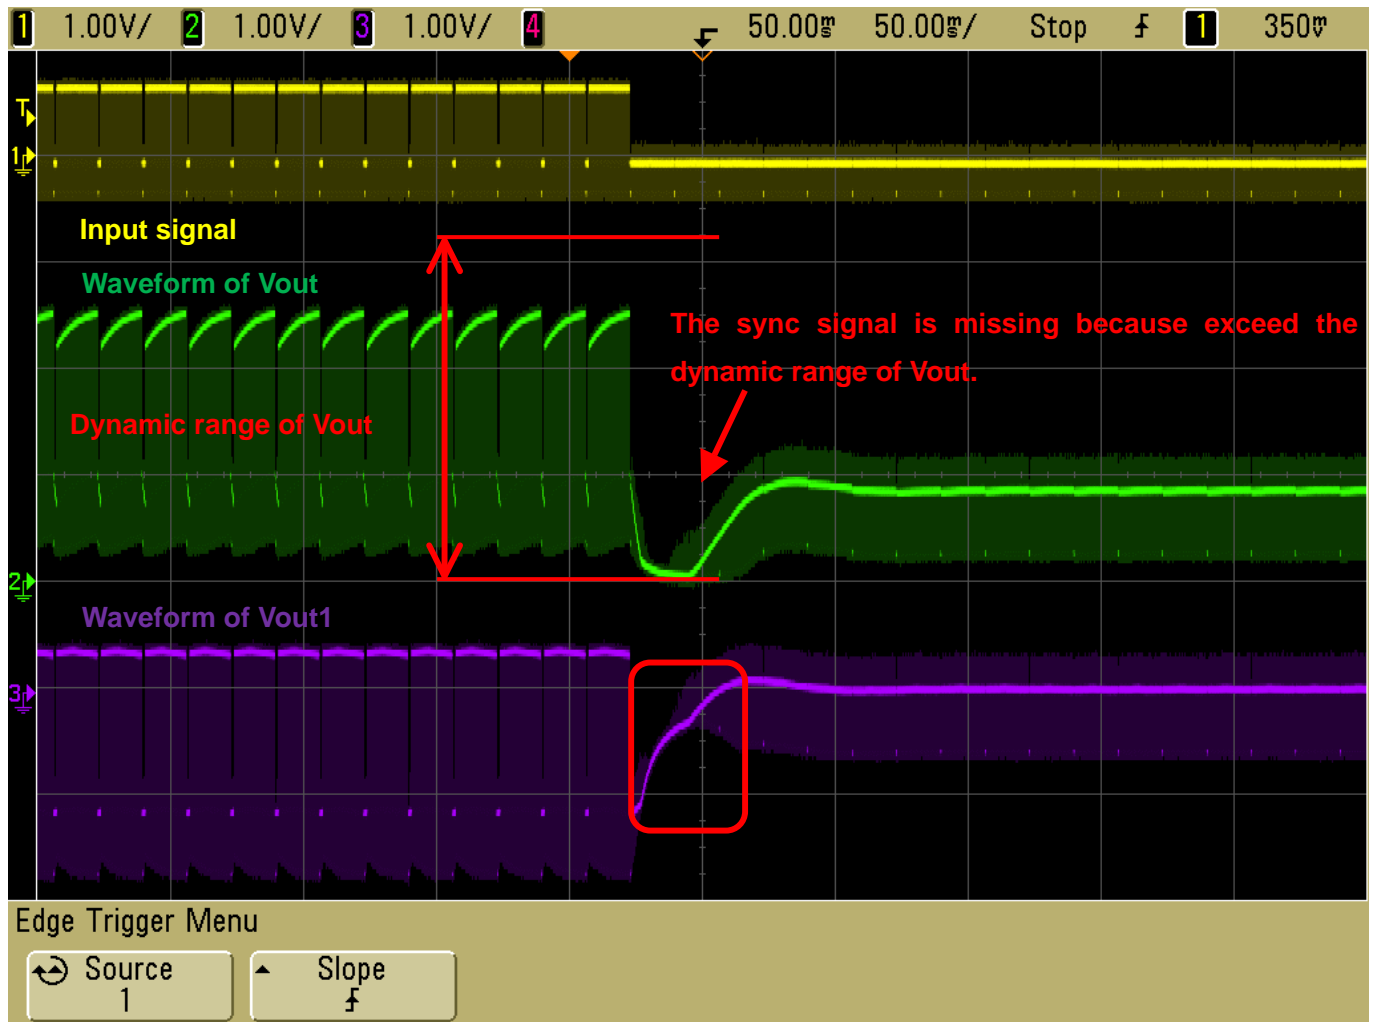 1 1.00V/ 2 1.00V/ 3 1.00V/ 4 50.00ms 50.00ms/ Stop 1 350mV
T
1
Input signal
Waveform of Vout
The sync signal is missing because exceed the
dynamic range of Vout.
Dynamic range of Vout
2
Waveform of Vout1
3
Edge Trigger Menu
Source
1
Slope